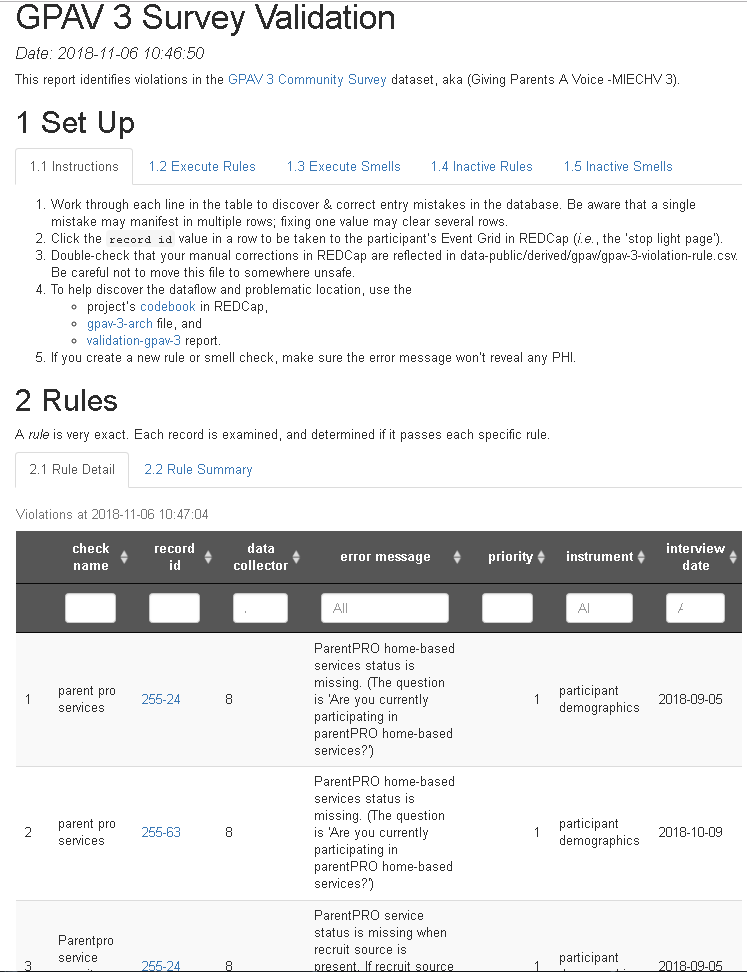 GPAV 3 Survey Validation
Date: 2018-11-06 10:46:50
This report identifies violations in the GPAV 3 Community Survey dataset, aka (Giving Parents A Voice -MIECHV 3).
1 Set Up
1.1 Instructions 1.2 Execute Rules 1.3 Execute Smells 1.4 Inactive Rules 1.5 Inactive Smells
1. Work through each line in the table to discover & correct entry mistakes in the database. Be aware that a single
mistake may manifest in multiple rows; fixing one value may clear several rows.
2. Click the record id value in a row to be taken to the participant's Event Grid in REDCap (i.e., the 'stop light page').
3. Double-check that your manual corrections in REDCap are reflected in data-public/derived/gpav/gpav-3-violation-rule.csv.
Be careful not to move this file to somewhere unsafe.
4. To help discover the dataflow and problematic location, use the
project's codebook in REDCap,
gpav-3-arch file, and
validation-gpav-3 report.
5. If you create a new rule or smell check, make sure the error message won't reveal any PHI.
2 Rules
A rule is very exact. Each record is examined, and determined if it passes each specific rule.
2.1 Rule Detail 2.2 Rule Summary
Violations at 2018-11-06 10:47:04
check name record id data collector error message priority instrument interview date
All Al
1 parent pro services 255-24 8 ParentPRO home-based services status is missing. (The question is 'Are you currently participating in parentPRO home-based services?') 1 participant demographics 2018-09-05
2 parent pro services 255-63 8 ParentPRO home-based services status is missing. (The question is 'Are you currently participating in parentPRO home-based services?') 1 participant demographics 2018-10-09
3 Parentpro service 255-24 8 ParentPRO service status is missing when recruit source is present. If recruit source 1 participant 2018-09-05